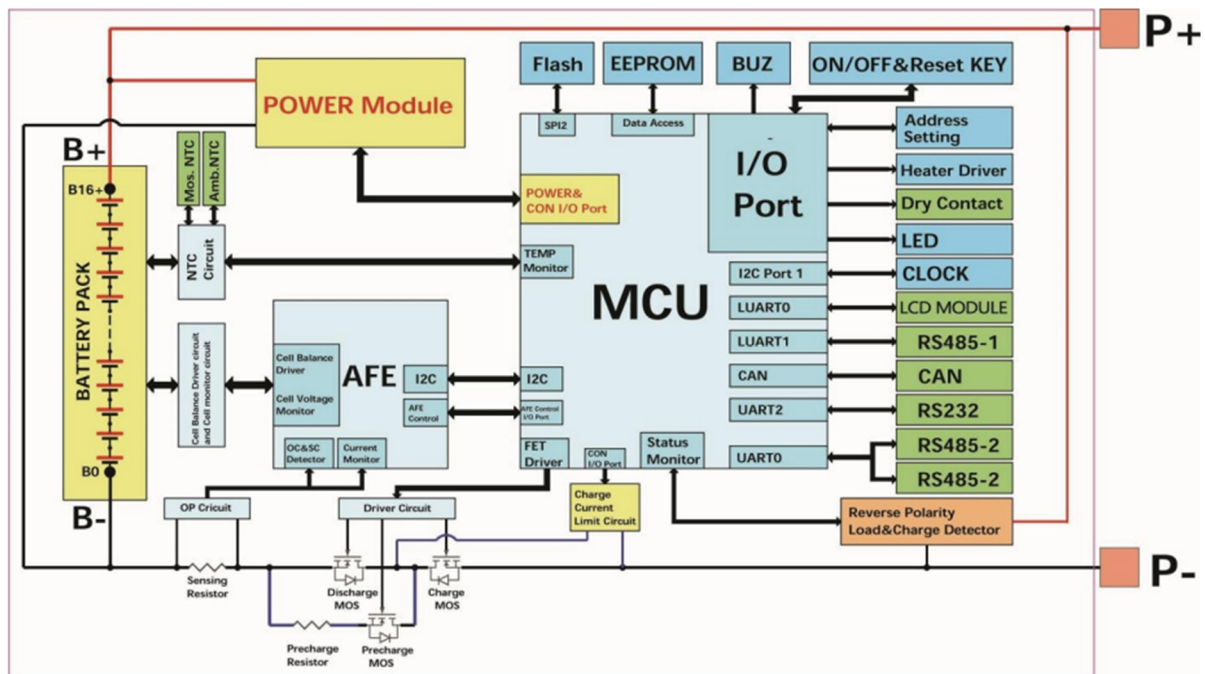 P+
Flash
EEPROM
BUZ
ON/OFF&Reset KEY
POWER Module
SPI2
Data Access
I/O
Port
Address
Setting
B+
Mos. NTC
Amb.NTC
Heater Driver
B16+
POWER&
CON I/O Port
Dry Contact
NTC
Circuit
TEMP
Monitor
LED
I2C Port 1
CLOCK
MCU
LUART0
LCD MODULE
BATTERY PACK
LUART1
RS485-1
Cell Balance Driver circuit
and Cell monitor circuit
Cell Balance
Driver
Cell Voltage
Monitor
AFE
I2C
I2C
CAN
CAN
AFE
Control
AFE Control
I/O Port
UART2
RS232
OC&SC
Detector
Current
Monitor
FET
Driver
CON
I/O Port
Status
Monitor
UART0
RS485-2
RS485-2
B0
B-
OP Cricuit
Driver Circuit
Charge
Current
Limit Circuit
Reverse Polarity
Load&Charge Detector
P-
Sensing
Resistor
Discharge
MOS
Charge
MOS
Precharge
Resistor
Precharge
MOS